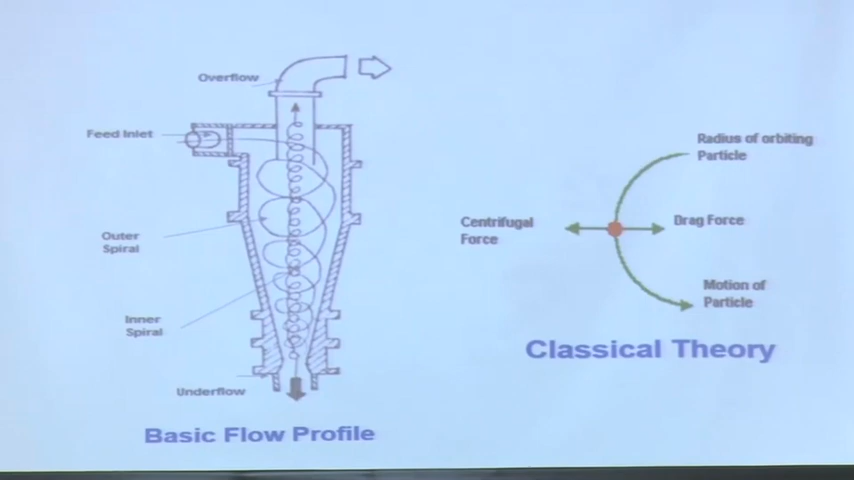 Overflow
Feed Inlet
Outer
Spiral
Inner
Spiral
Underflow
Basic Flow Profile
Radius of orbiting
Particle
Centrifugal
Force
Drag Force
Motion of
Particle
Classical Theory